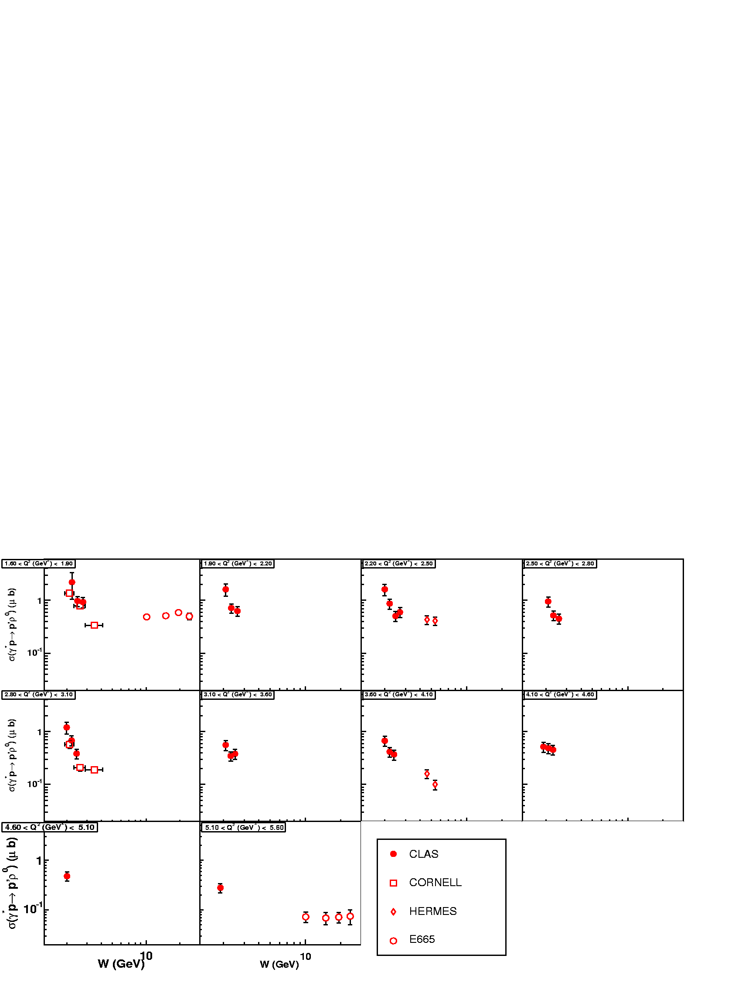 1.60 < Q² (GeV²) < 1.90
1.90 < Q² (GeV²) < 2.20
2.20 < Q² (GeV²) < 2.50
2.50 < Q² (GeV²) < 2.80
σ(γ* p→ p'ρ⁰) (μ b)
1
10⁻¹
2.80 < Q² (GeV²) < 3.10
3.10 < Q² (GeV²) < 3.60
3.60 < Q² (GeV²) < 4.10
4.10 < Q² (GeV²) < 4.60
σ(γ* p→ p'ρ⁰) (μ b)
1
10⁻¹
4.60 < Q² (GeV²) < 5.10
5.10 < Q² (GeV²) < 5.60
σ(γ* p→ p'ρ⁰) (μ b)
1
10⁻¹
10
W (GeV)
10
W (GeV)
CLAS
CORNELL
HERMES
E665